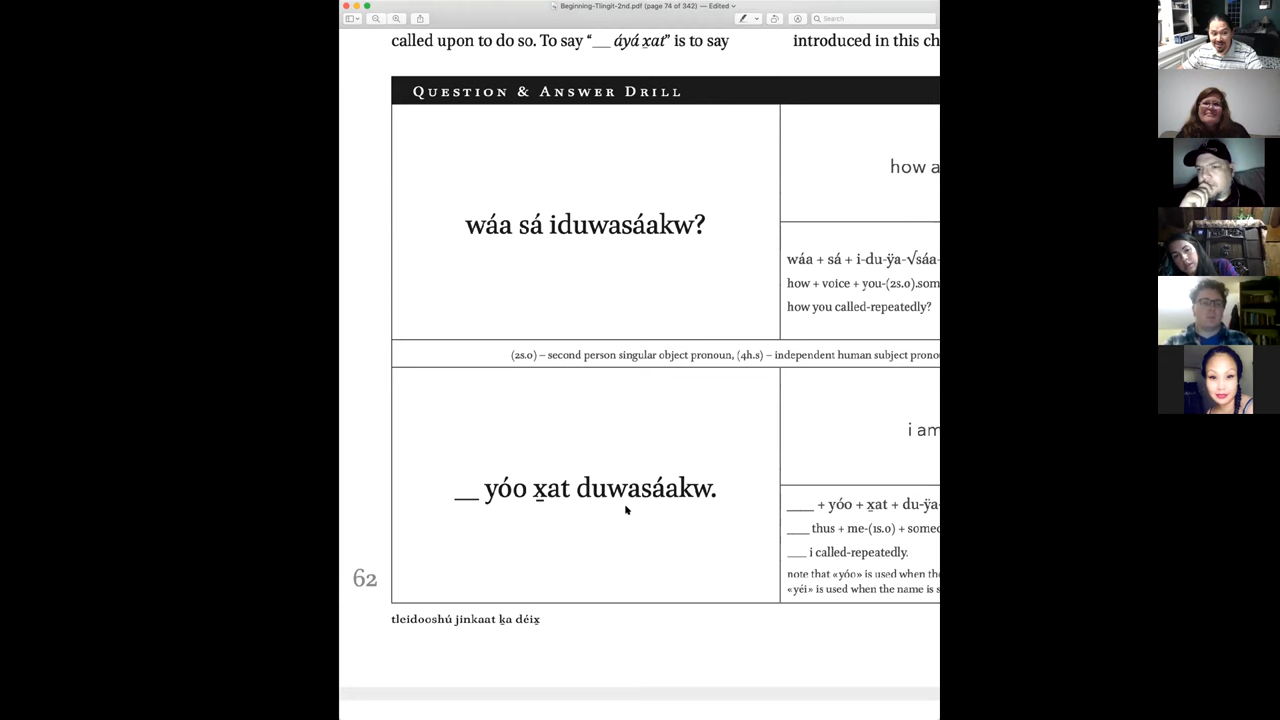 Beginning-Tlingit-2nd.pdf (page 74 of 342) — Edited
Search
called upon to do so. To say “__ áyá x̱at” is to say
introduced in this ch
QUESTION & ANSWER DRILL
how a
wáa sá iduwasáakw?
wáa + sá + i-du-ÿa-√sáa-
how + voice + you-(2s.o).som
how you called-repeatedly?
(2s.o) – second person singular object pronoun, (4h.s) – independent human subject prono
i am
__ yóo x̱at duwasáakw.
____ + yóo + x̱at + du-ÿa-
____ thus + me-(1s.o) + someo
___ i called-repeatedly.
note that «yóo» is used when the
«yéi» is used when the name is s
62
tleidooshú jinkaat ḵa déix̱